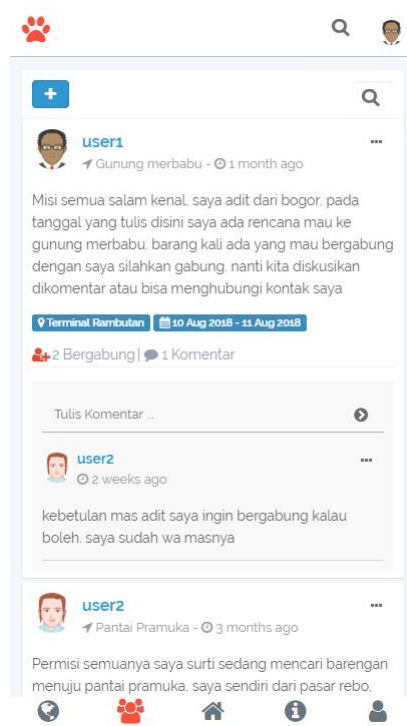 user1
Gunung merbabu - 1 month ago
Misi semua salam kenal, saya adit dari bogor, pada
tanggal yang tulis disini saya ada rencana mau ke
gunung merbabu. barang kali ada yang mau bergabung
dengan saya silahkan gabung. nanti kita diskusikan
dikomentar atau bisa menghubungi kontak saya
Terminal Rambutan 10 Aug 2018 - 11 Aug 2018
2 Bergabung | 1 Komentar
Tulis Komentar ...
user2
2 weeks ago
kebetulan mas adit saya ingin bergabung kalau
boleh. saya sudah wa masnya
user2
Pantai Pramuka - 3 months ago
Permisi semuanya saya surti sedang mencari barengan
menuju pantai pramuka, saya sendiri dari pasar rebo,